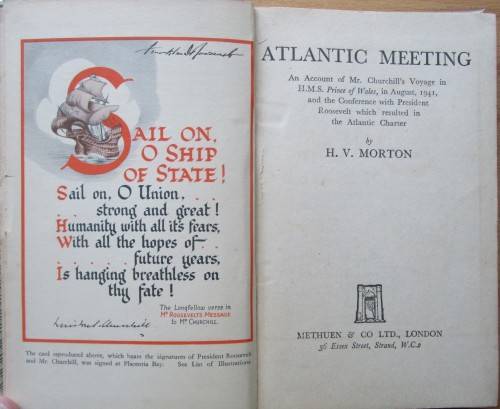 Franklin D Roosevelt
SAIL ON,
O SHIP
OF STATE!
Sail on, O Union, . . .
. . strong and great!
Humanity with all its fears,
With all the hopes of . .
. . . . . future years,
Is hanging breathless on
thy fate!
The Longfellow verse in
Mr ROOSEVELT'S MESSAGE
to Mr CHURCHILL.
Winston S. Churchill
The card reproduced above, which bears the signatures of President Roosevelt
and Mr. Churchill, was signed at Placentia Bay. See List of Illustrations
ATLANTIC MEETING
An Account of Mr. Churchill's Voyage in
H.M.S. Prince of Wales, in August, 1941,
and the Conference with President
Roosevelt which resulted in
the Atlantic Charter
by
H. V. MORTON
METHUEN & CO LTD., LONDON
36 Essex Street, Strand, W.C.2